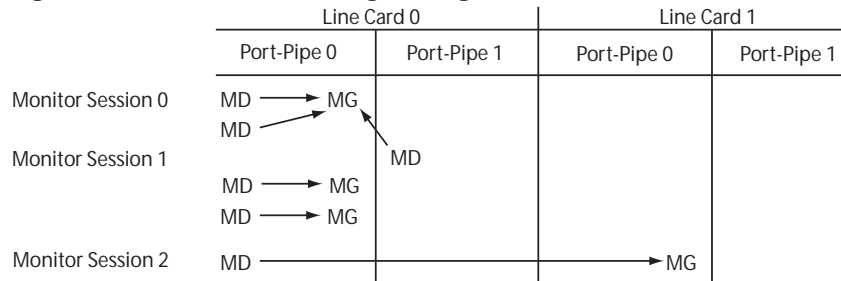 Line Card 0 Line Card 1
Port-Pipe 0 Port-Pipe 1 Port-Pipe 0 Port-Pipe 1
Monitor Session 0 MD MG
MD
Monitor Session 1 MD
MD MG
MD MG
Monitor Session 2 MD MG